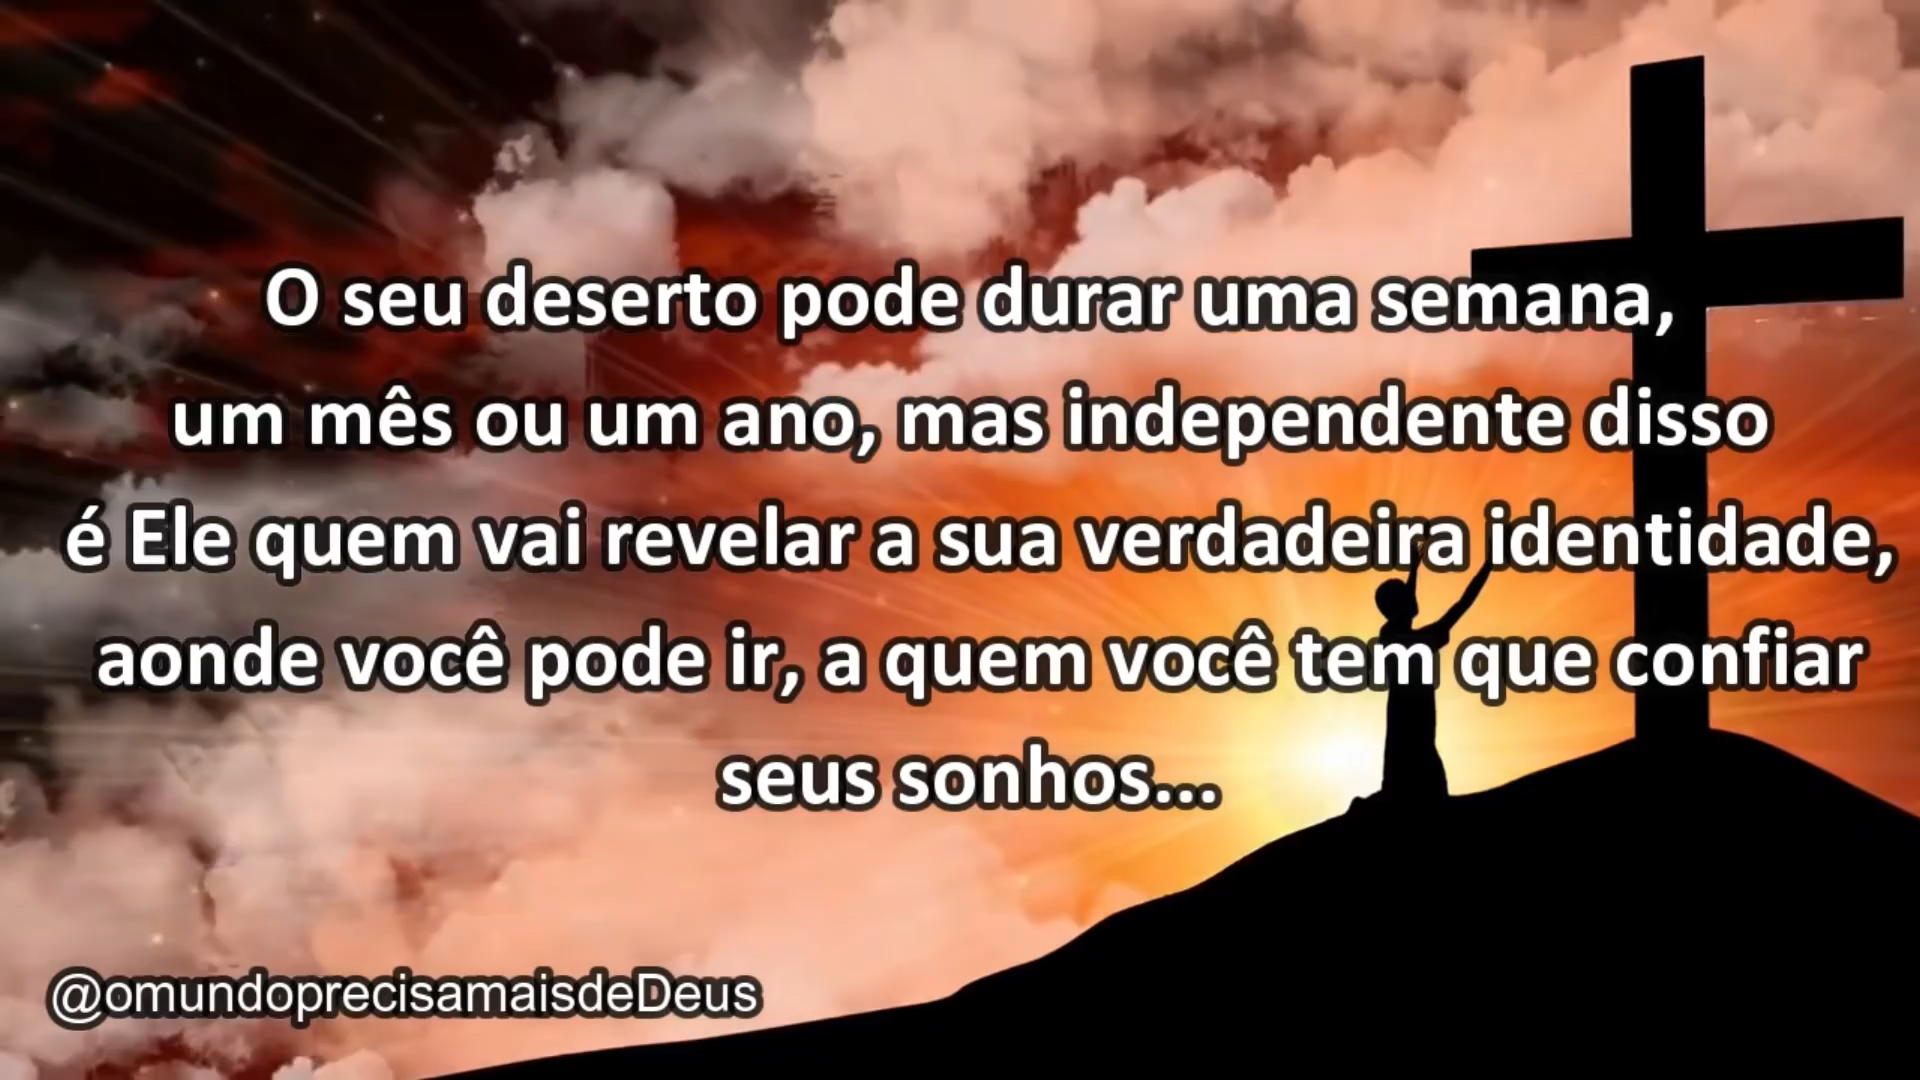 O seu deserto pode durar uma semana,
um mês ou um ano, mas independente disso
é Ele quem vai revelar a sua verdadeira identidade,
aonde você pode ir, a quem você tem que confiar
seus sonhos...
@omundoprecisamaisdeDeus